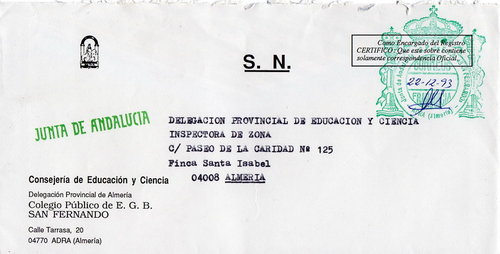 Como Encargado del Registro
CERTIFICO: Que este sobre contiene
solamente correspondencia Oficial.
S. N.
22-12-93
(Almería)
JUNTA DE ANDALUCIA
DELEGACION PROVINCIAL DE EDUCACION Y CIENCIA
INSPECTORA DE ZONA
C/ PASEO DE LA CARIDAD Nº 125
Finca Santa Isabel
04008 ALMERIA
Consejería de Educación y Ciencia
Delegación Provincial de Almería
Colegio Público de E. G. B.
SAN FERNANDO
Calle Tarrasa, 20
04770 ADRA (Almería)